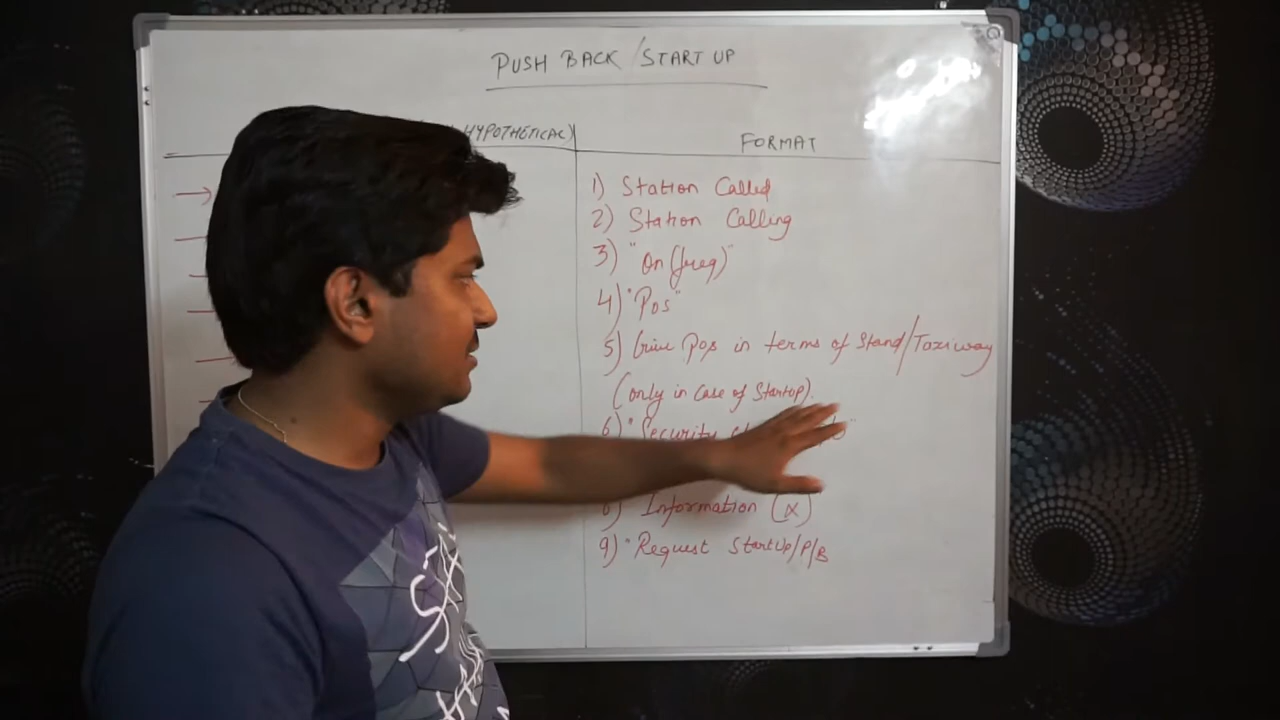 PUSH BACK / START UP
HYPOTHETICAL)
FORMAT
1) Station Called
2) Station Calling
3) "On (freq)"
4) "Pos"
5) Give Pos in terms of Stand/Taxiway
(only in case of StartUp).
6) "Security
8) Information (X)
9) "Request StartUp/P/B